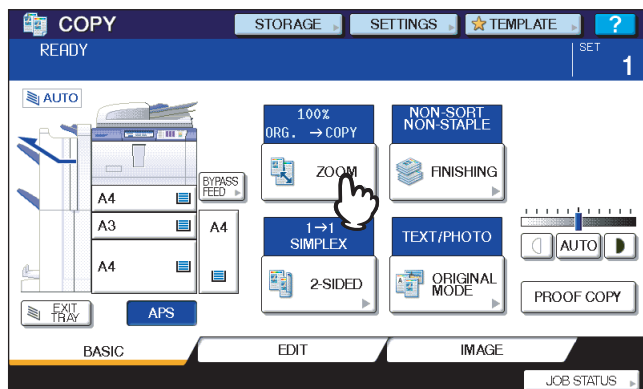 COPY
STORAGE
SETTINGS
TEMPLATE
?
READY
SET
1
AUTO
100%
ORG. →COPY
ZOOM
NON-SORT
NON-STAPLE
FINISHING
BYPASS
FEED
A4
A3
A4
A4
1→1
SIMPLEX
2-SIDED
TEXT/PHOTO
ORIGINAL
MODE
AUTO
PROOF COPY
EXIT
TRAY
APS
BASIC
EDIT
IMAGE
JOB STATUS